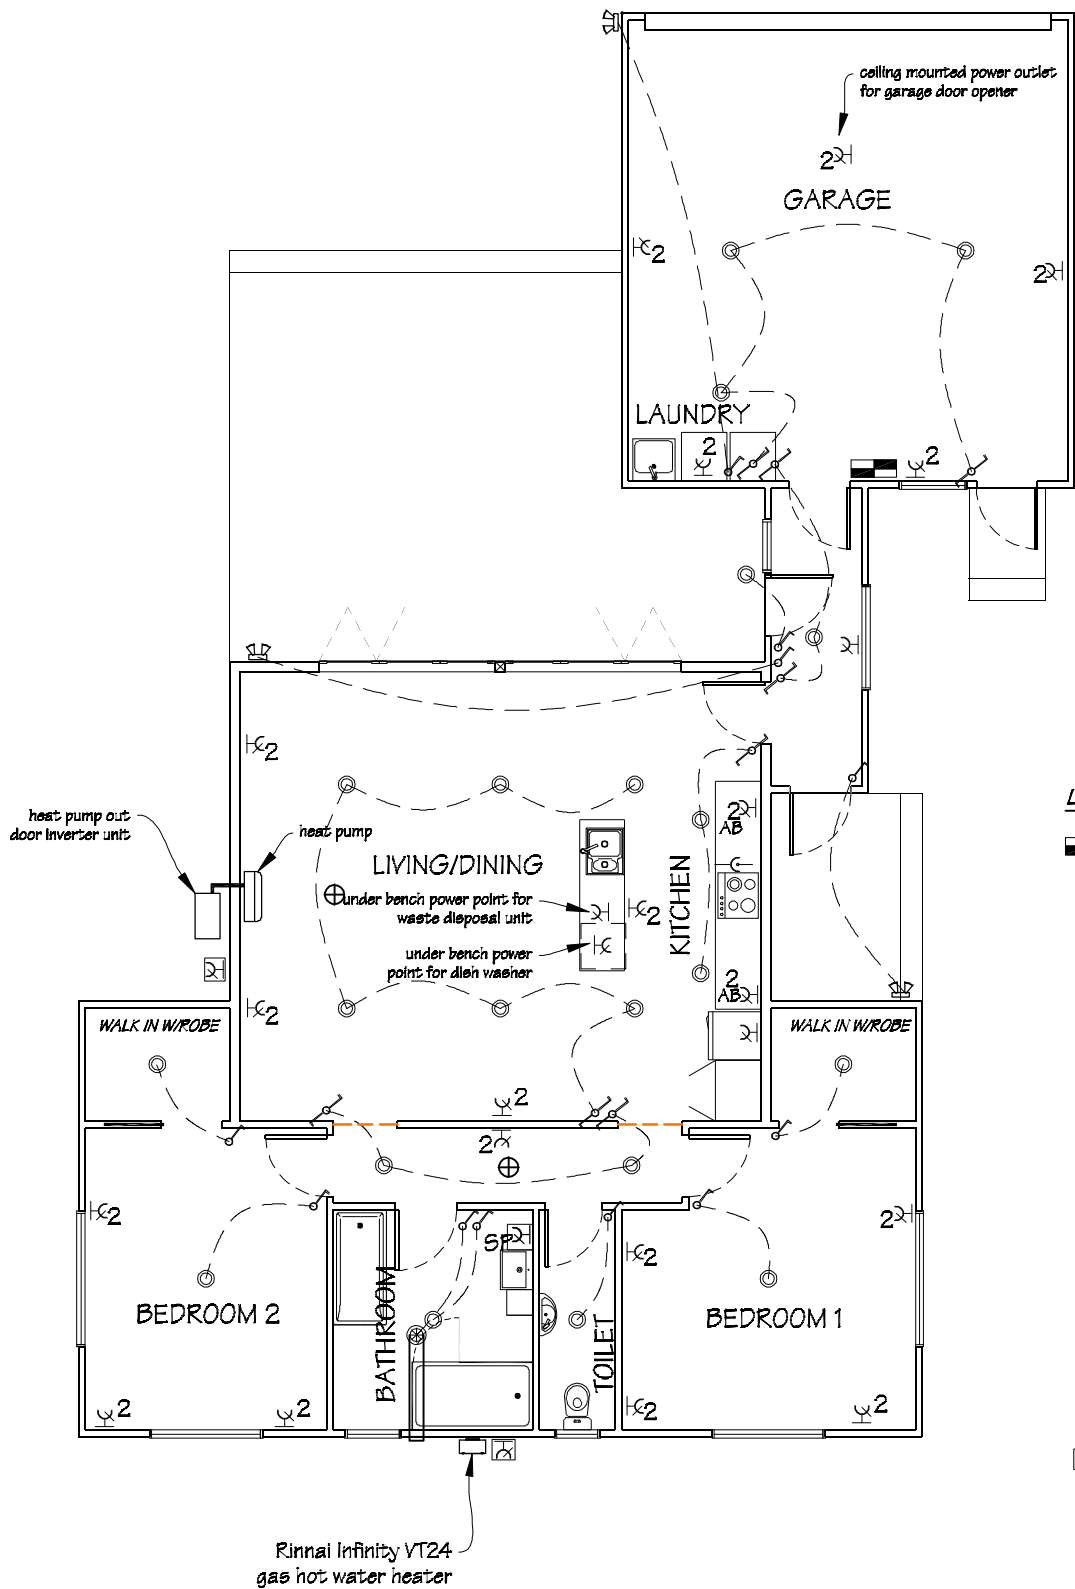 ceiling mounted power outlet
for garage door opener
2
GARAGE
2
2
LAUNDRY
2
2
2
heat pump out
door inverter unit
heat pump
LIVING/DINING
KITCHEN
2
AB
under bench power point for
waste disposal unit
2
under bench power
point for dish washer
2
AB
2
WALK IN W/ROBE
WALK IN W/ROBE
2
2
2
2
SP
2
BATHROOM
TOILET
BEDROOM 2
BEDROOM 1
2
2
2
2
2
Rinnai Infinity VT24
gas hot water heater